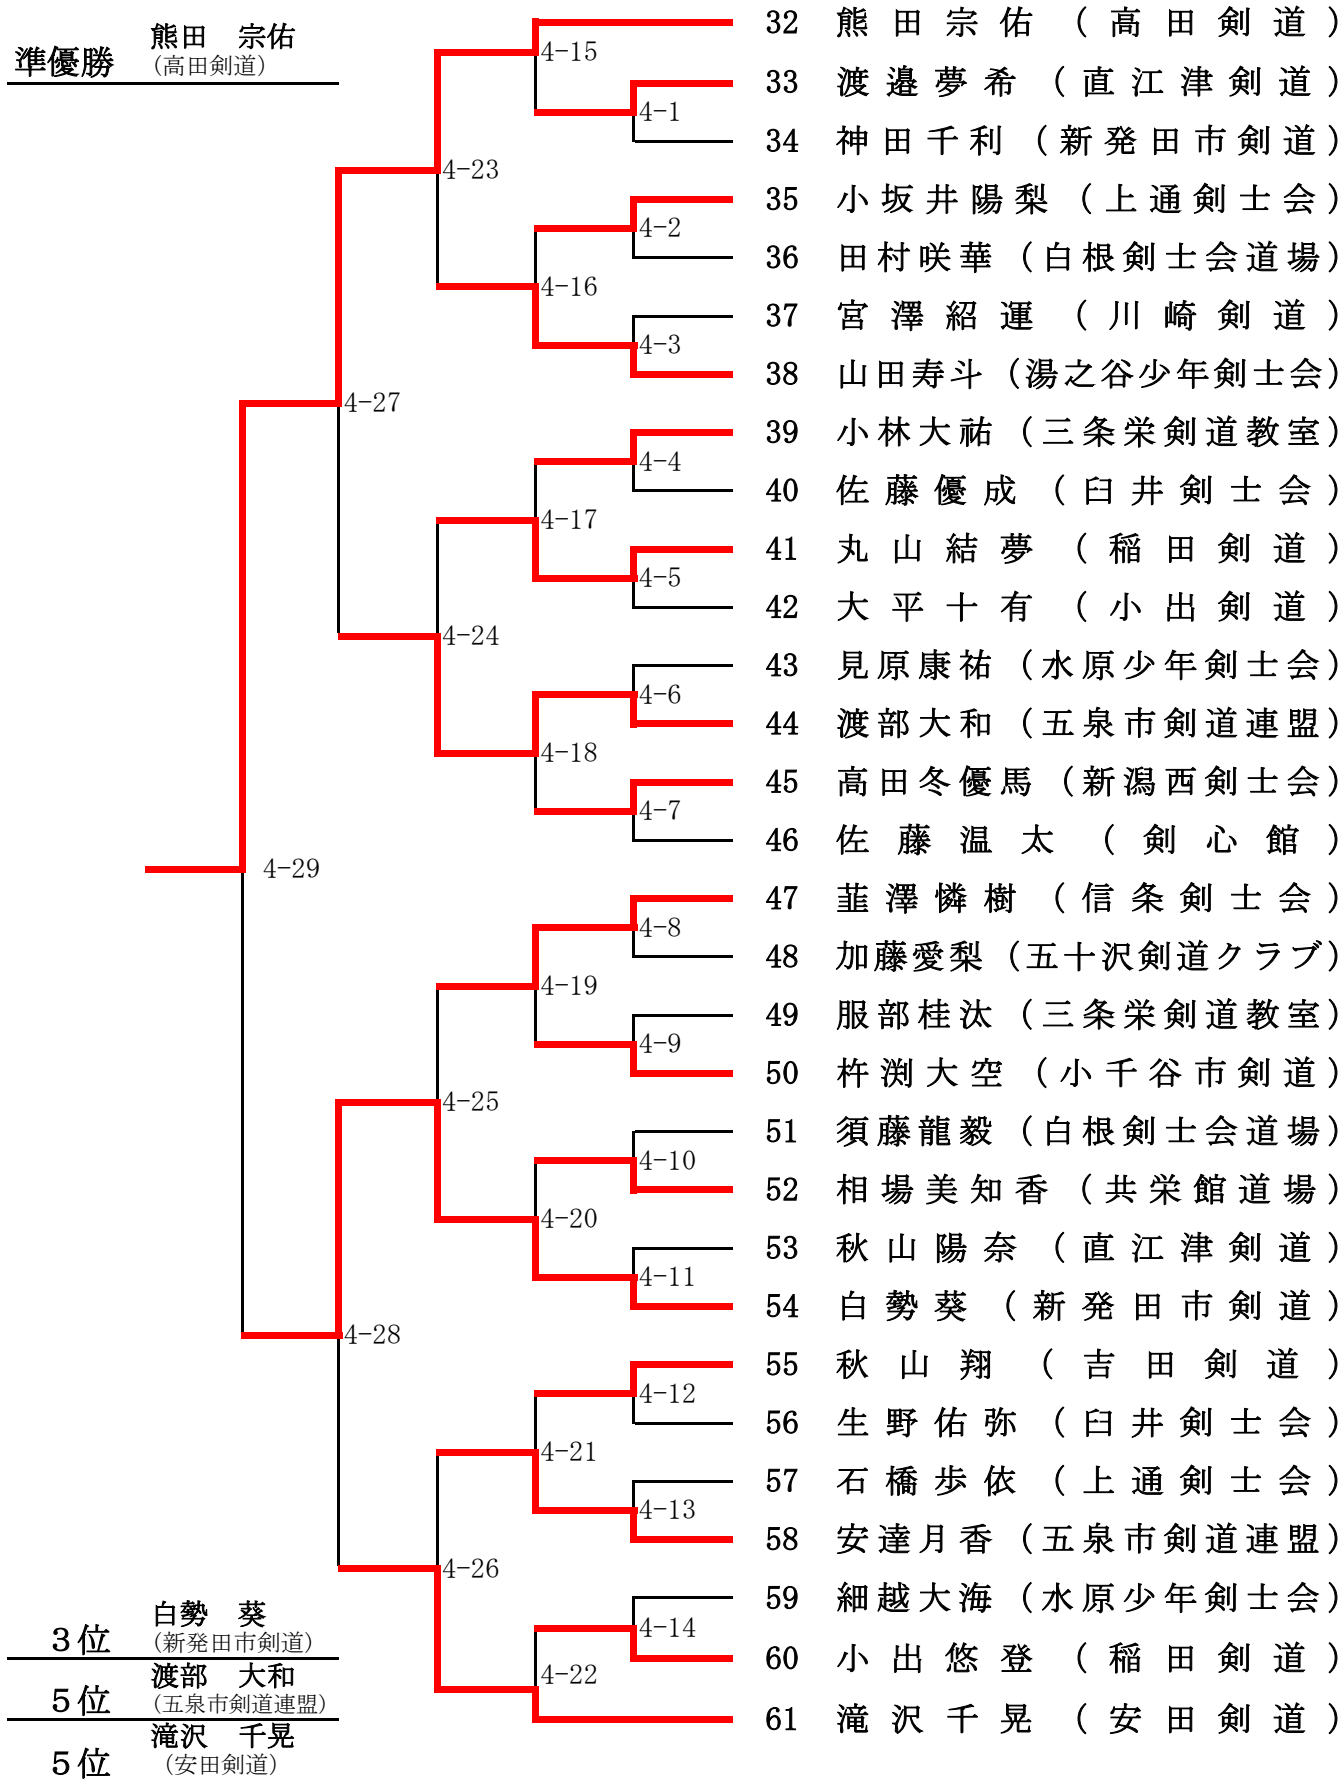 準優勝
熊田　宗佑
(高田剣道)
32 熊田宗佑(高田剣道)
4-15
33 渡邉夢希(直江津剣道)
4-1
34 神田千利(新発田市剣道)
4-23
35 小坂井陽梨(上通剣士会)
4-2
36 田村咲華(白根剣士会道場)
4-16
37 宮澤紹運(川崎剣道)
4-3
38 山田寿斗(湯之谷少年剣士会)
4-27
39 小林大祐(三条栄剣道教室)
4-4
40 佐藤優成(臼井剣士会)
4-17
41 丸山結夢(稲田剣道)
4-5
42 大平十有(小出剣道)
4-24
43 見原康祐(水原少年剣士会)
4-6
44 渡部大和(五泉市剣道連盟)
4-18
45 高田冬優馬(新潟西剣士会)
4-7
46 佐藤温太(剣心館)
4-29
47 韮澤憐樹(信条剣士会)
4-8
48 加藤愛梨(五十沢剣道クラブ)
4-19
49 服部桂汰(三条栄剣道教室)
4-9
50 杵渕大空(小千谷市剣道)
4-25
51 須藤龍毅(白根剣士会道場)
4-10
52 相場美知香(共栄館道場)
4-20
53 秋山陽奈(直江津剣道)
4-11
54 白勢葵(新発田市剣道)
4-28
55 秋山翔(吉田剣道)
4-12
56 生野佑弥(臼井剣士会)
4-21
57 石橋歩依(上通剣士会)
4-13
58 安達月香(五泉市剣道連盟)
4-26
59 細越大海(水原少年剣士会)
4-14
60 小出悠登(稲田剣道)
4-22
61 滝沢千晃(安田剣道)
3位
白勢　葵
(新発田市剣道)
5位
渡部　大和
(五泉市剣道連盟)
5位
滝沢　千晃
(安田剣道)